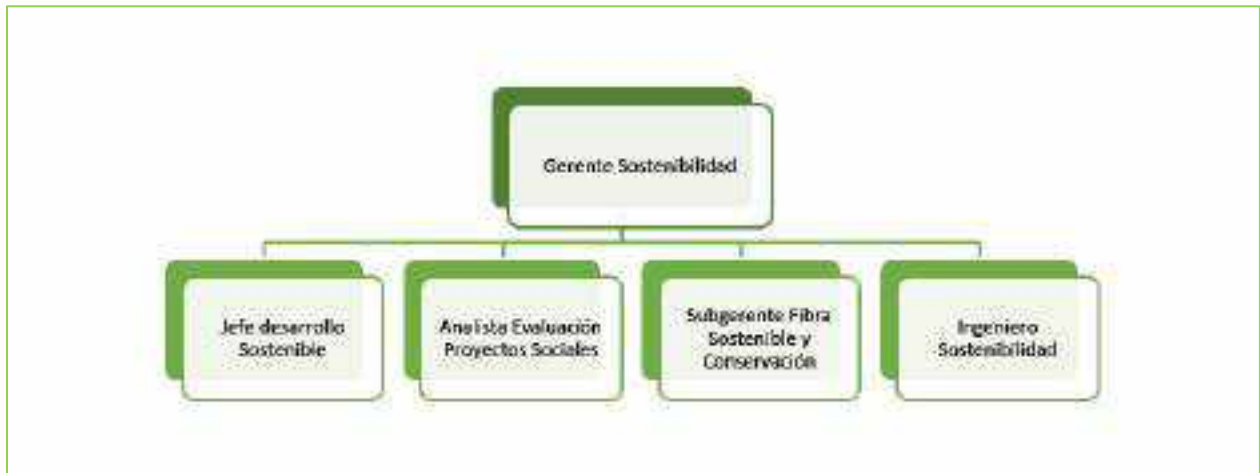 Gerente Sostenibilidad
Jefe desarrollo
Sostenible
Analista Evaluación
Proyectos Sociales
Subgerente Fibra
Sostenible y
Conservación
Ingeniero
Sostenibilidad